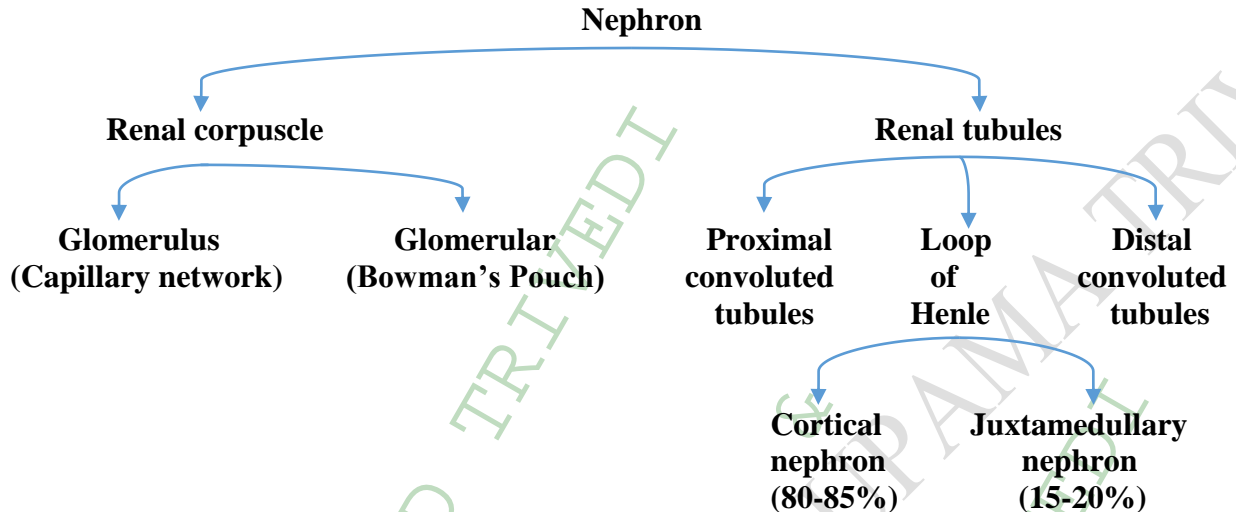 Nephron
Renal corpuscle
Renal tubules
Glomerulus
(Capillary network)
Glomerular
(Bowman's Pouch)
Proximal
convoluted
tubules
Loop
of
Henle
Distal
convoluted
tubules
Cortical
nephron
(80-85%)
Juxtamedullary
nephron
(15-20%)
TRIVEDI
&